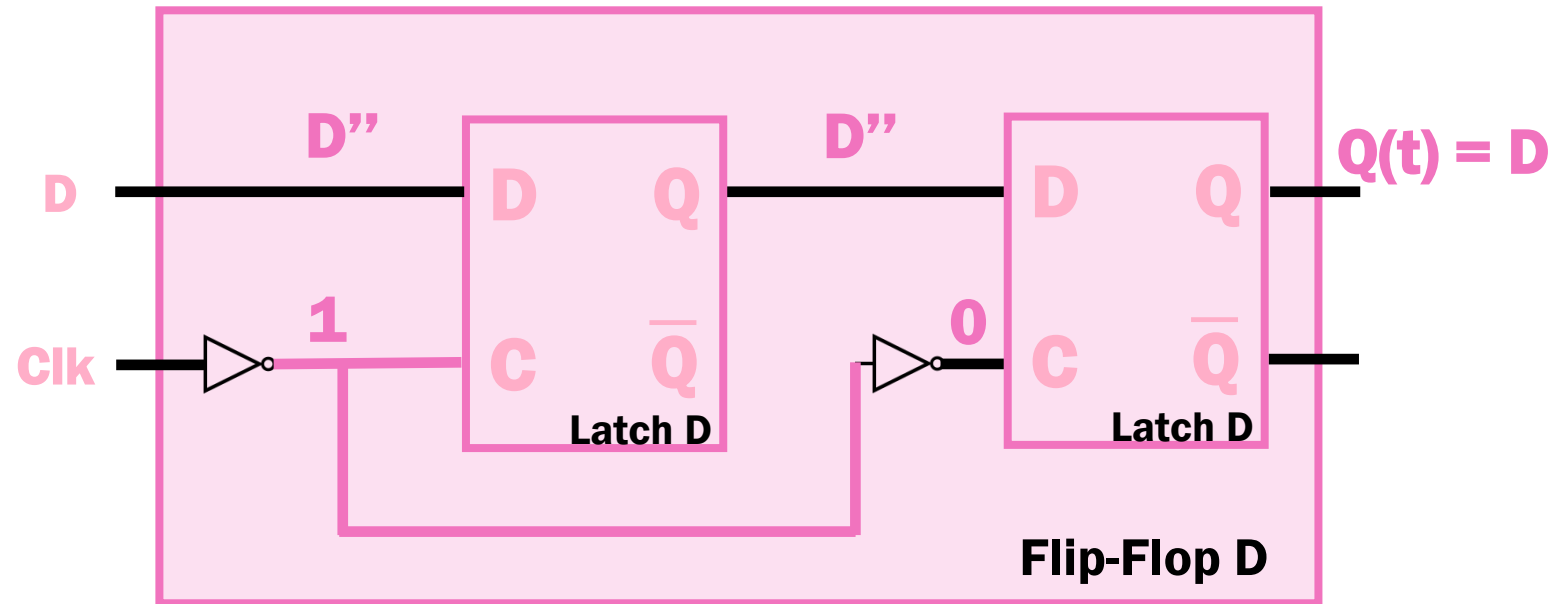 D” D” Q(t) = D
D D Q D Q
1 0
Clk C Q̅ C Q̅
Latch D Latch D
Flip-Flop D